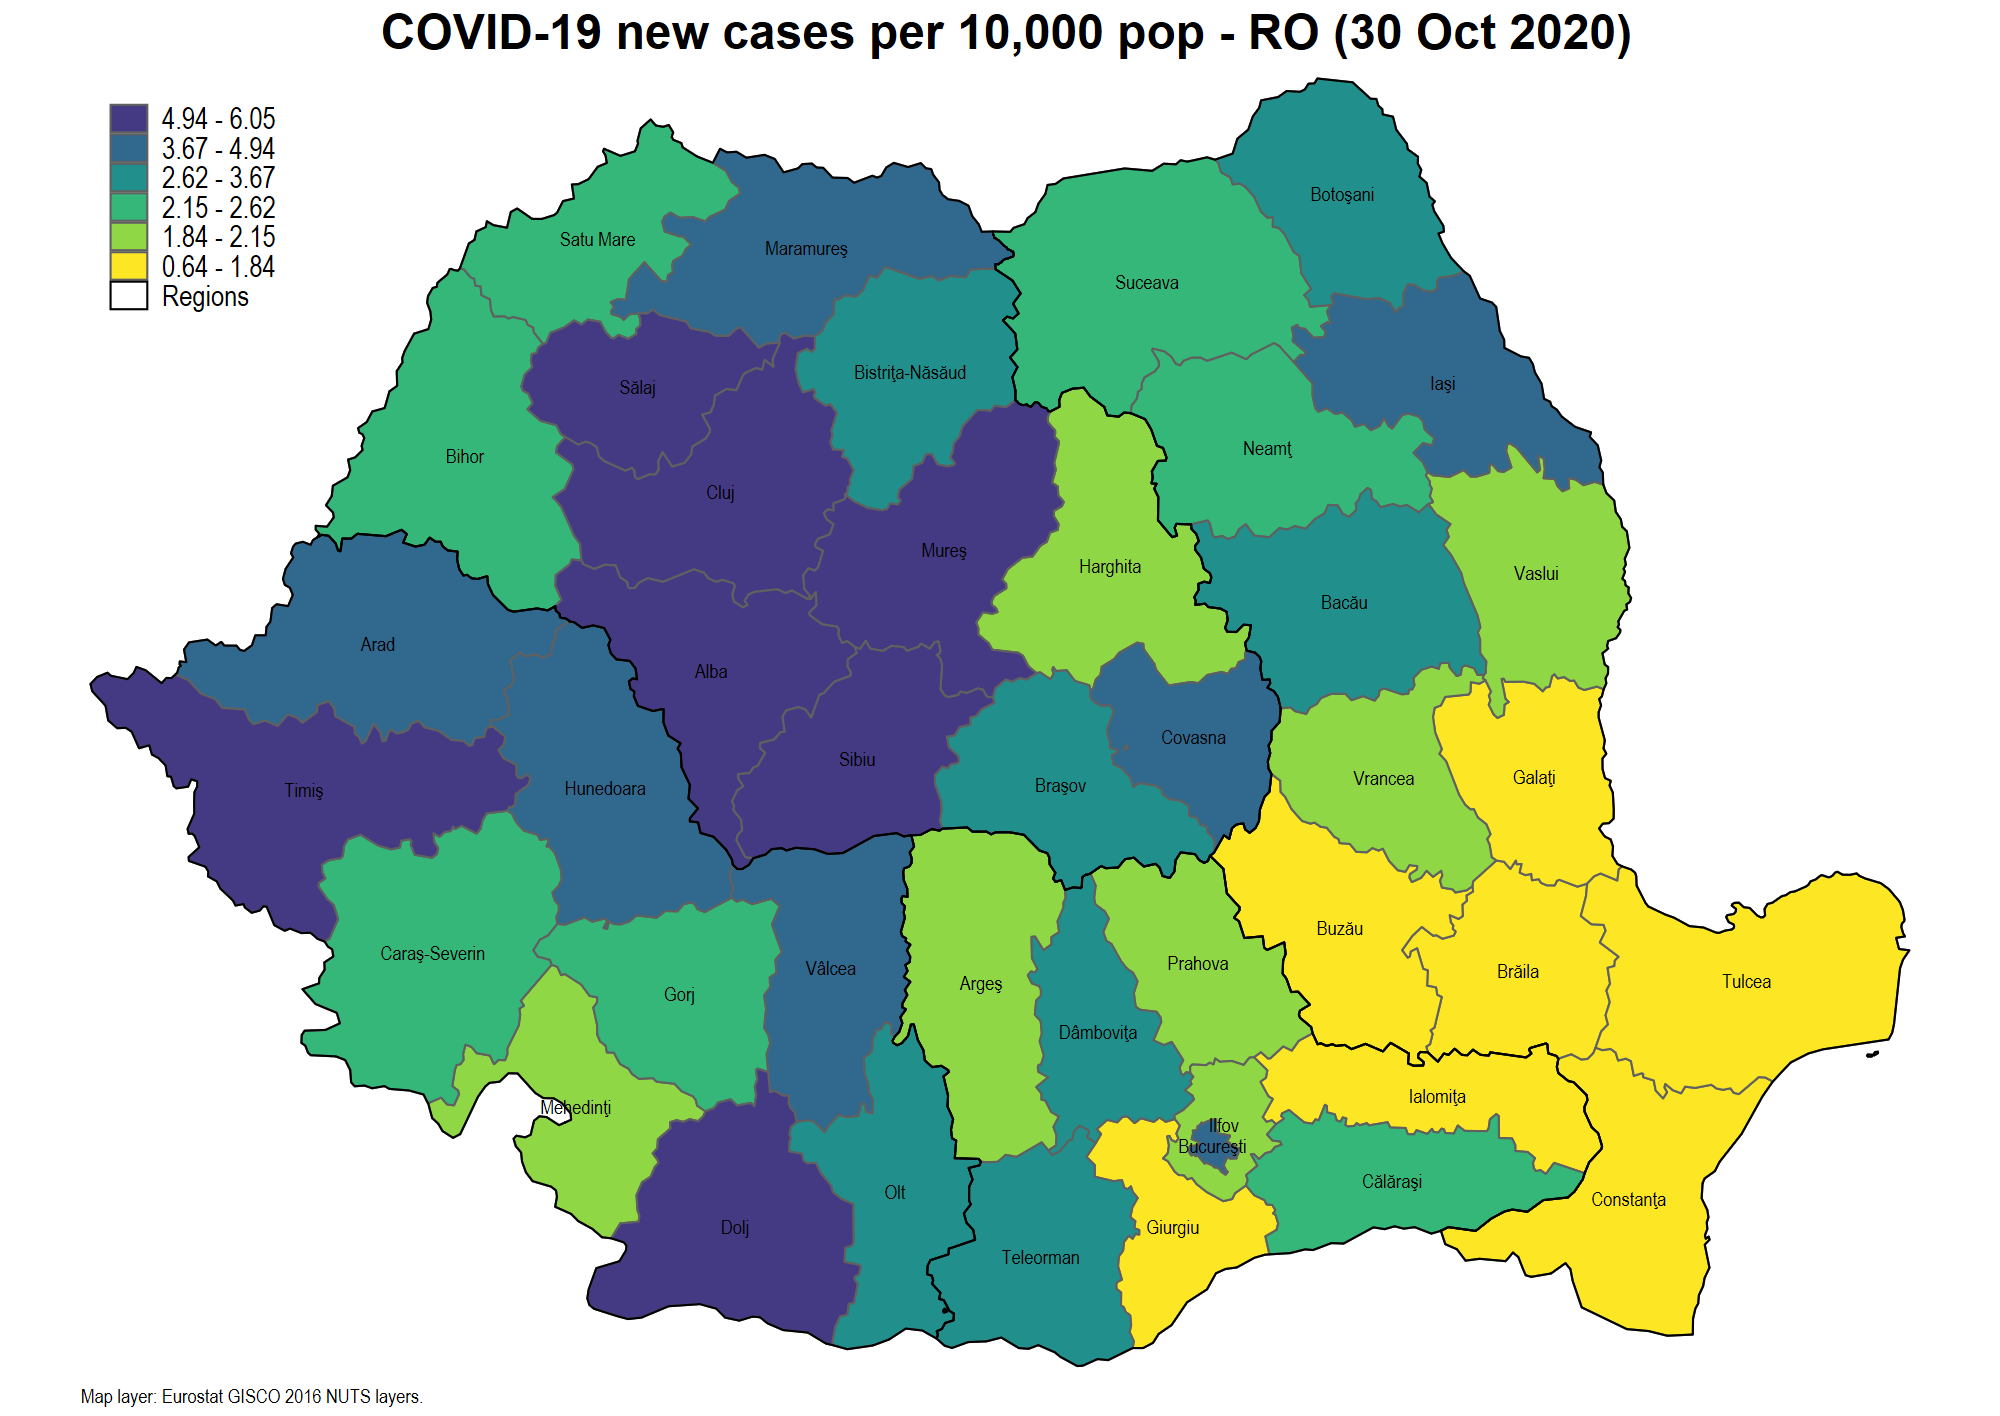 COVID-19 new cases per 10,000 pop - RO (30 Oct 2020)
4.94 - 6.05
3.67 - 4.94
2.62 - 3.67
2.15 - 2.62
1.84 - 2.15
0.64 - 1.84
Regions
Botoşani
Satu Mare
Maramureş
Suceava
Bistriţa-Năsăud
Iaşi
Sălaj
Neamţ
Bihor
Cluj
Mureş
Harghita
Vaslui
Bacău
Arad
Alba
Covasna
Sibiu
Vrancea
Galaţi
Braşov
Hunedoara
Timiş
Buzău
Caraş-Severin
Prahova
Vâlcea
Brăila
Tulcea
Argeş
Gorj
Dâmboviţa
Ialomiţa
Mehedinţi
Ilfov
Bucureşti
Călăraşi
Olt
Constanţa
Dolj
Giurgiu
Teleorman
Map layer: Eurostat GISCO 2016 NUTS layers.